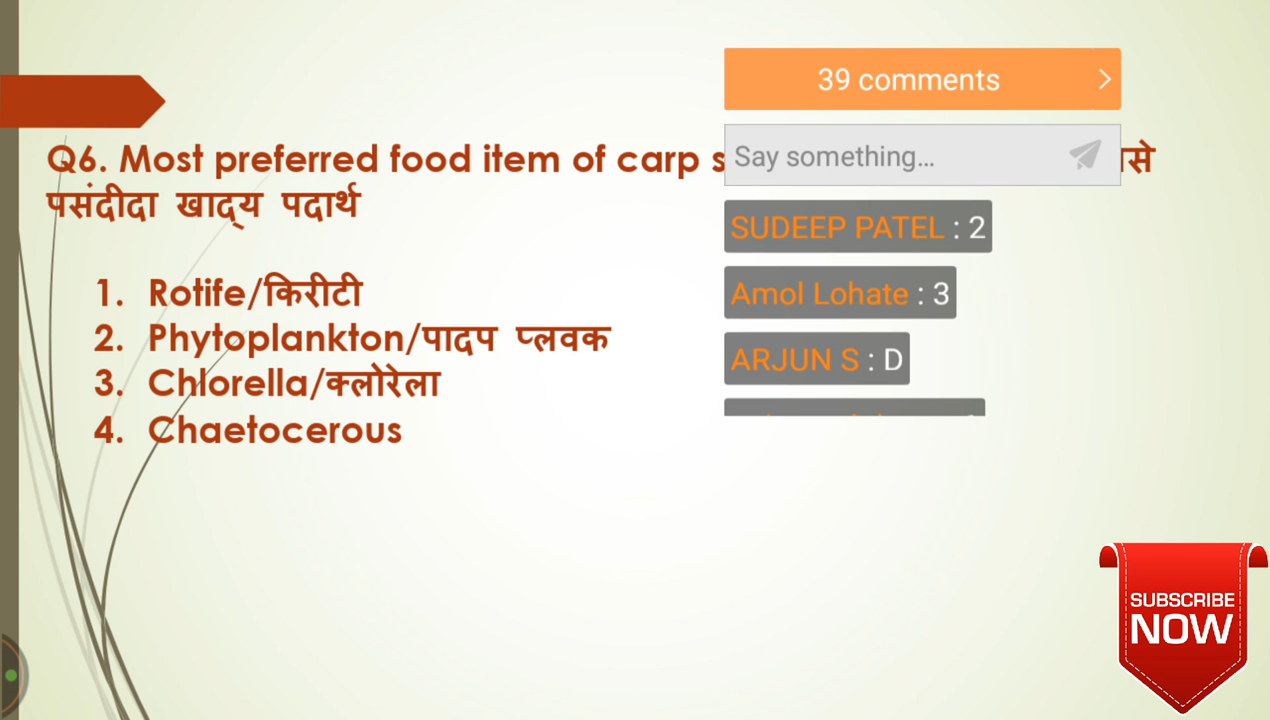 39 comments
Say something...
Q6. Most preferred food item of carp
पसंदीदा खाद्य पदार्थ
SUDEEP PATEL : 2
1. Rotife/किरीटी
Amol Lohate : 3
2. Phytoplankton/पादप प्लवक
ARJUN S : D
3. Chlorella/क्लोरेला
4. Chaetocerous
SUBSCRIBE
NOW